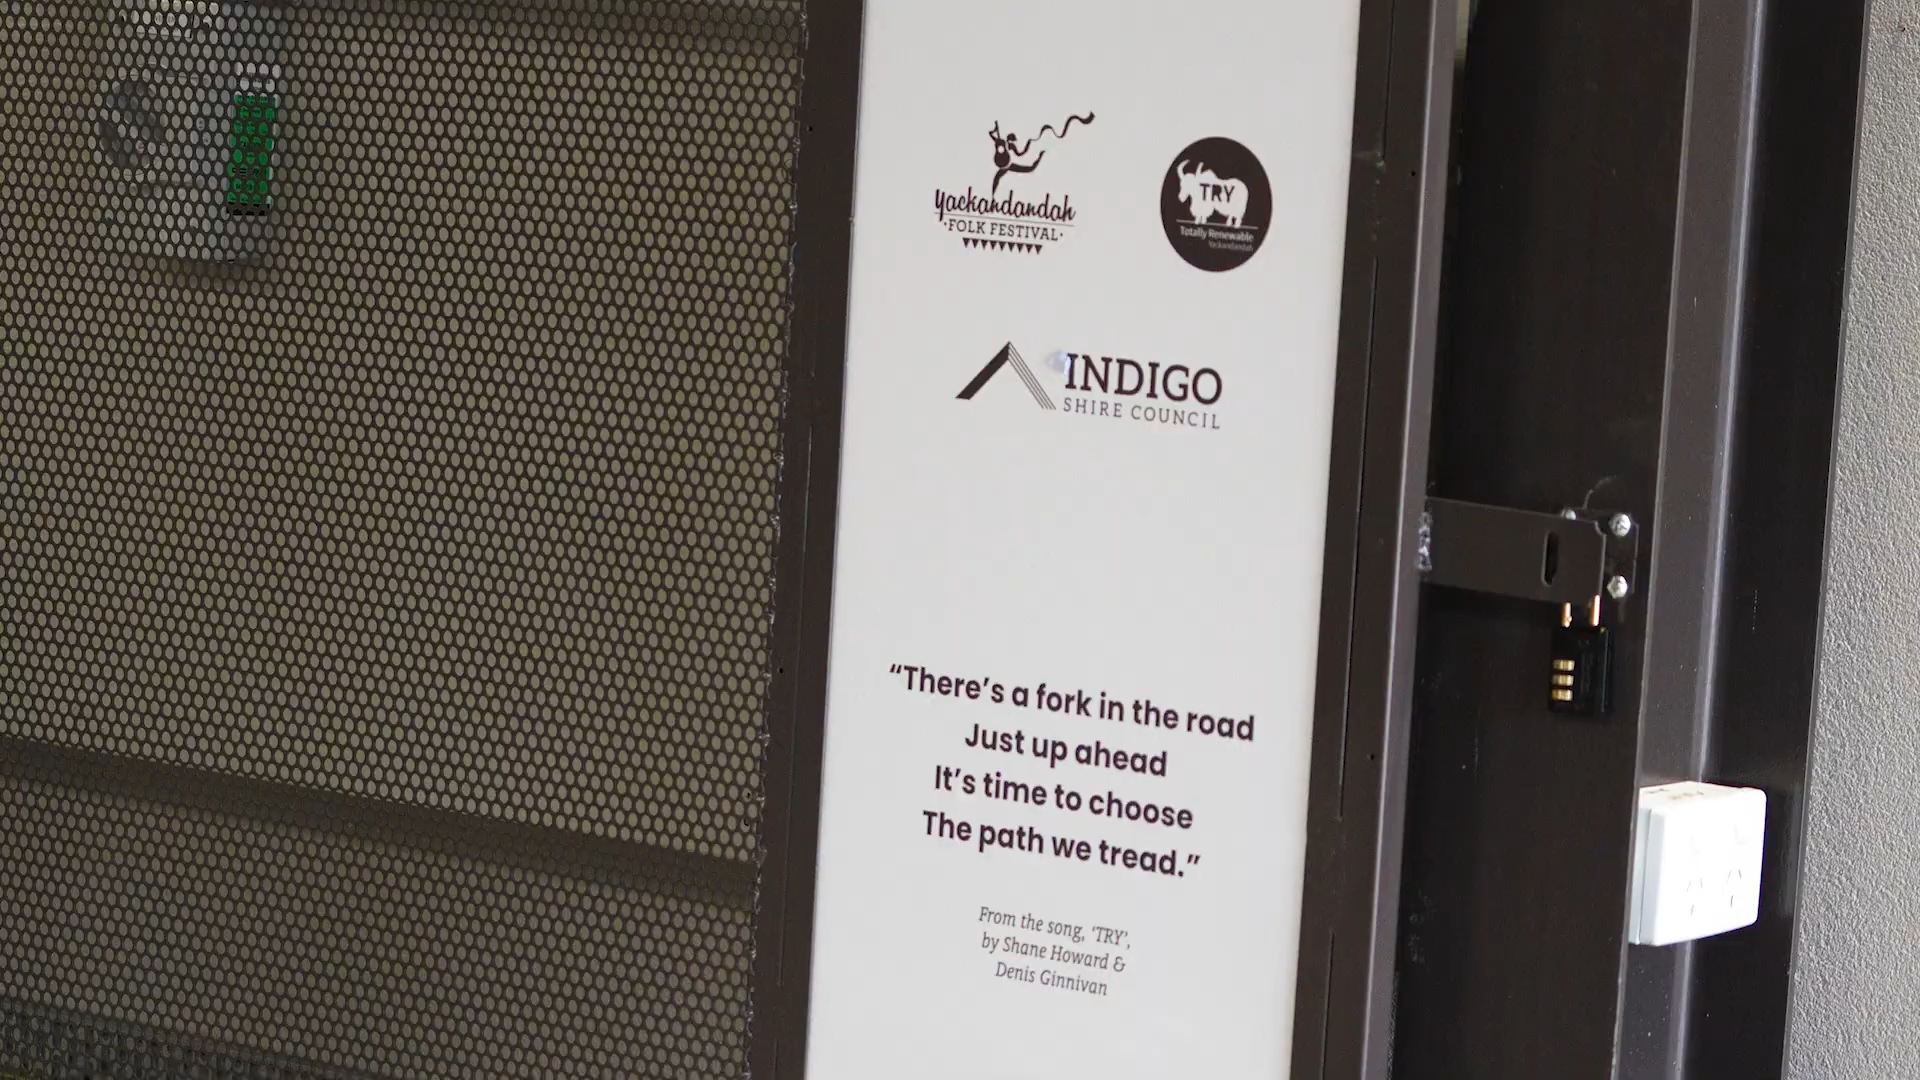 yackandandah
·FOLK FESTIVAL·
TRY
Totally Renewable
Yackandandah
INDIGO
SHIRE COUNCIL
“There’s a fork in the road
Just up ahead
It’s time to choose
The path we tread.”
From the song, ‘TRY’,
by Shane Howard &
Denis Ginnivan